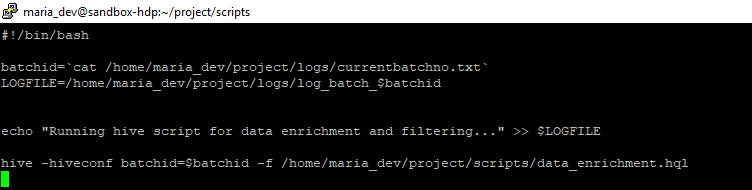 maria_dev@sandbox-hdp:~/project/scripts
#!/bin/bash
batchid=`cat /home/maria_dev/project/logs/currentbatchno.txt`
LOGFILE=/home/maria_dev/project/logs/log_batch_$batchid
echo "Running hive script for data enrichment and filtering..." >> $LOGFILE
hive -hiveconf batchid=$batchid -f /home/maria_dev/project/scripts/data_enrichment.hql